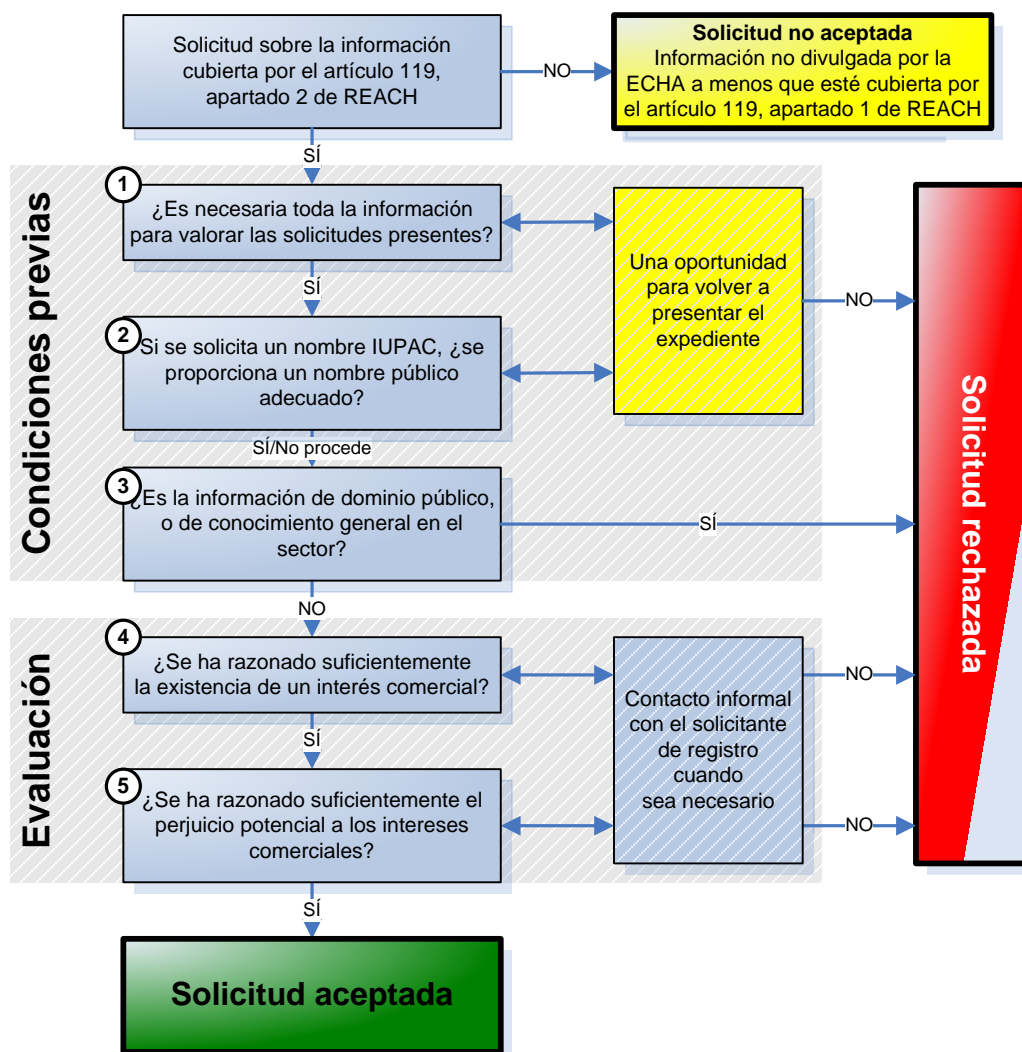 Solicitud sobre la información
cubierta por el artículo 119,
apartado 2 de REACH
NO
Solicitud no aceptada
Información no divulgada por la
ECHA a menos que esté cubierta por
el artículo 119, apartado 1 de REACH
SÍ
Condiciones previas
1
¿Es necesaria toda la información
para valorar las solicitudes presentes?
SÍ
2
Si se solicita un nombre IUPAC, ¿se
proporciona un nombre público
adecuado?
Una oportunidad
para volver a
presentar el
expediente
NO
SÍ/No procede
3
¿Es la información de dominio público,
o de conocimiento general en el
sector?
SÍ
Solicitud rechazada
NO
Evaluación
4
¿Se ha razonado suficientemente
la existencia de un interés comercial?
SÍ
5
¿Se ha razonado suficientemente el
perjuicio potencial a los intereses
comerciales?
Contacto informal
con el solicitante
de registro
cuando
sea necesario
NO
NO
SÍ
Solicitud aceptada